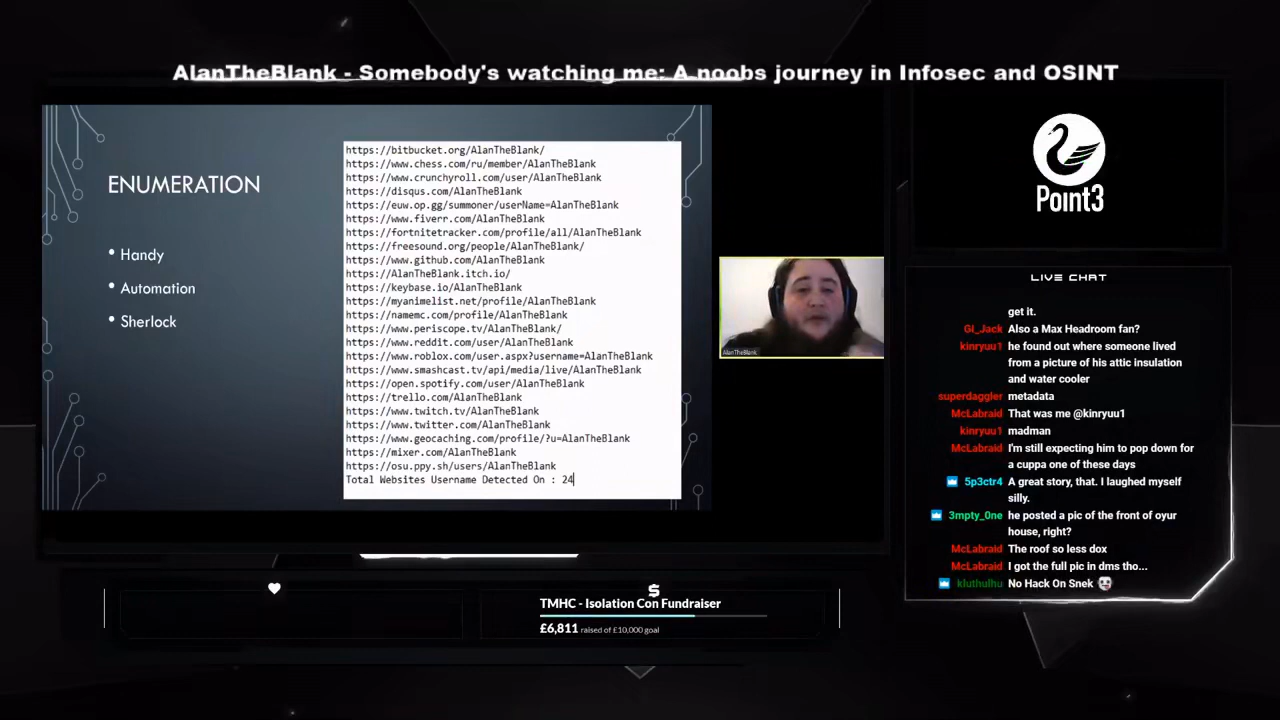 AlanTheBlank - Somebody's watching me: A noobs journey in Infosec and OSINT
ENUMERATION
• Handy
• Automation
• Sherlock
https://bitbucket.org/AlanTheBlank/
https://www.chess.com/ru/member/AlanTheBlank
https://www.crunchyroll.com/user/AlanTheBlank
https://disqus.com/AlanTheBlank
https://euw.op.gg/summoner/userName=AlanTheBlank
https://www.fiverr.com/AlanTheBlank
https://fortnitetracker.com/profile/all/AlanTheBlank
https://freesound.org/people/AlanTheBlank/
https://www.github.com/AlanTheBlank
https://AlanTheBlank.itch.io/
https://keybase.io/AlanTheBlank
https://myanimelist.net/profile/AlanTheBlank
https://namemc.com/profile/AlanTheBlank
https://www.periscope.tv/AlanTheBlank/
https://www.reddit.com/user/AlanTheBlank
https://www.roblox.com/user.aspx?username=AlanTheBlank
https://www.smashcast.tv/api/media/live/AlanTheBlank
https://open.spotify.com/user/AlanTheBlank
https://trello.com/AlanTheBlank
https://www.twitch.tv/AlanTheBlank
https://www.twitter.com/AlanTheBlank
https://www.geocaching.com/profile/?u=AlanTheBlank
https://mixer.com/AlanTheBlank
https://osu.ppy.sh/users/AlanTheBlank
Total Websites Username Detected On : 24
AlanTheBlank
Point3
LIVE CHAT
get it.
GI_Jack Also a Max Headroom fan?
kinryuu1 he found out where someone lived
from a picture of his attic insulation
and water cooler
superdaggler metadata
McLabraid That was me @kinryuu1
kinryuu1 madman
McLabraid I'm still expecting him to pop down for
a cuppa one of these days
5p3ctr4 A great story, that. I laughed myself
silly.
3mpty_0ne he posted a pic of the front of oyur
house, right?
McLabraid The roof so less dox
McLabraid I got the full pic in dms tho...
kluthulhu No Hack On Snek
$
TMHC - Isolation Con Fundraiser
£6,811 raised of £10,000 goal